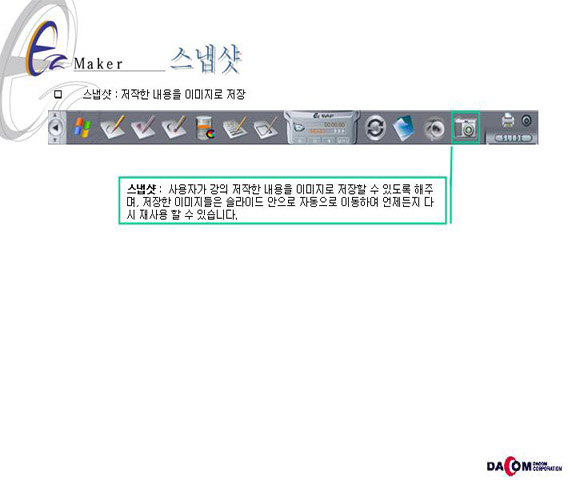 Ez Maker 스냅샷
스냅샷 : 저작한 내용을 이미지로 저장
Ez Maker
00:00:00
스냅샷 : 사용자가 강의 저작한 내용을 이미지로 저장할 수 있도록 해주
며, 저장한 이미지들은 슬라이드 안으로 자동으로 이동하여 언제든지 다
시 재사용 할 수 있습니다.
DACOM DACOM CORPORATION